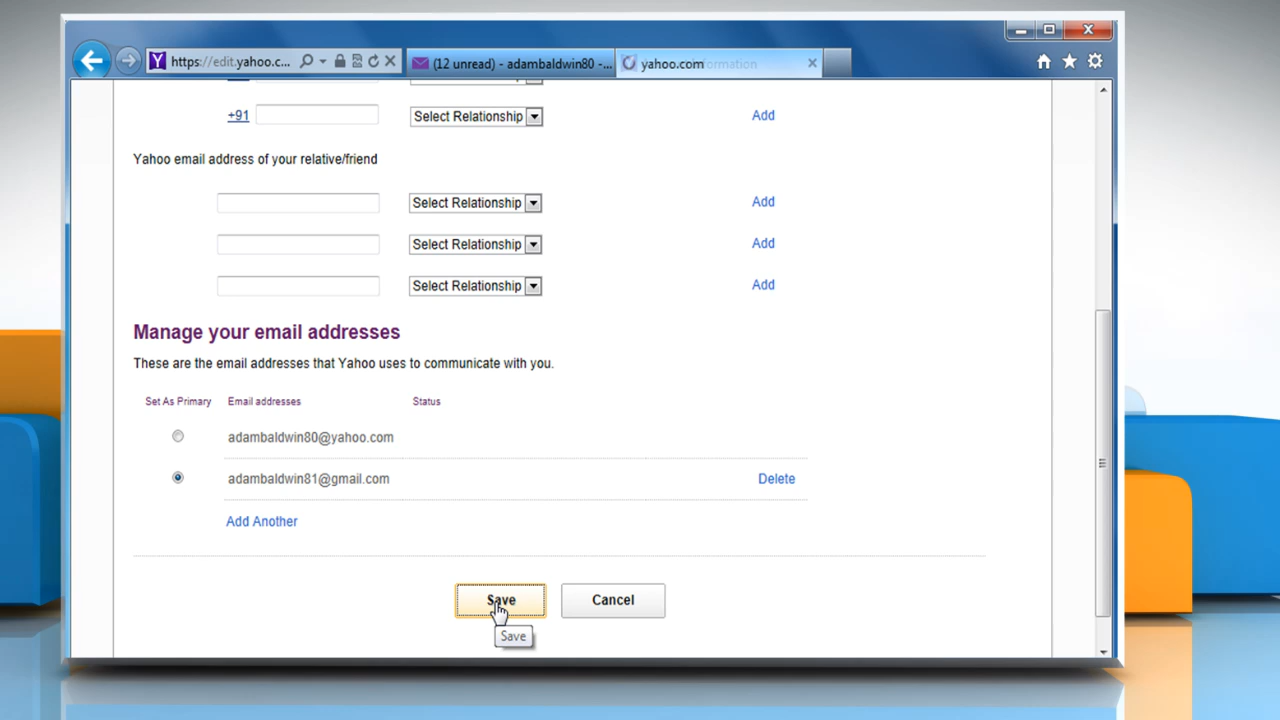 https://edit.yahoo.c...
(12 unread) - adambaldwin80 -...
yahoo.com
+91
Select Relationship
Add
Yahoo email address of your relative/friend
Select Relationship
Add
Select Relationship
Add
Select Relationship
Add
Manage your email addresses
These are the email addresses that Yahoo uses to communicate with you.
Set As Primary Email addresses Status
adambaldwin80@yahoo.com
adambaldwin81@gmail.com Delete
Add Another
Save Cancel
Save